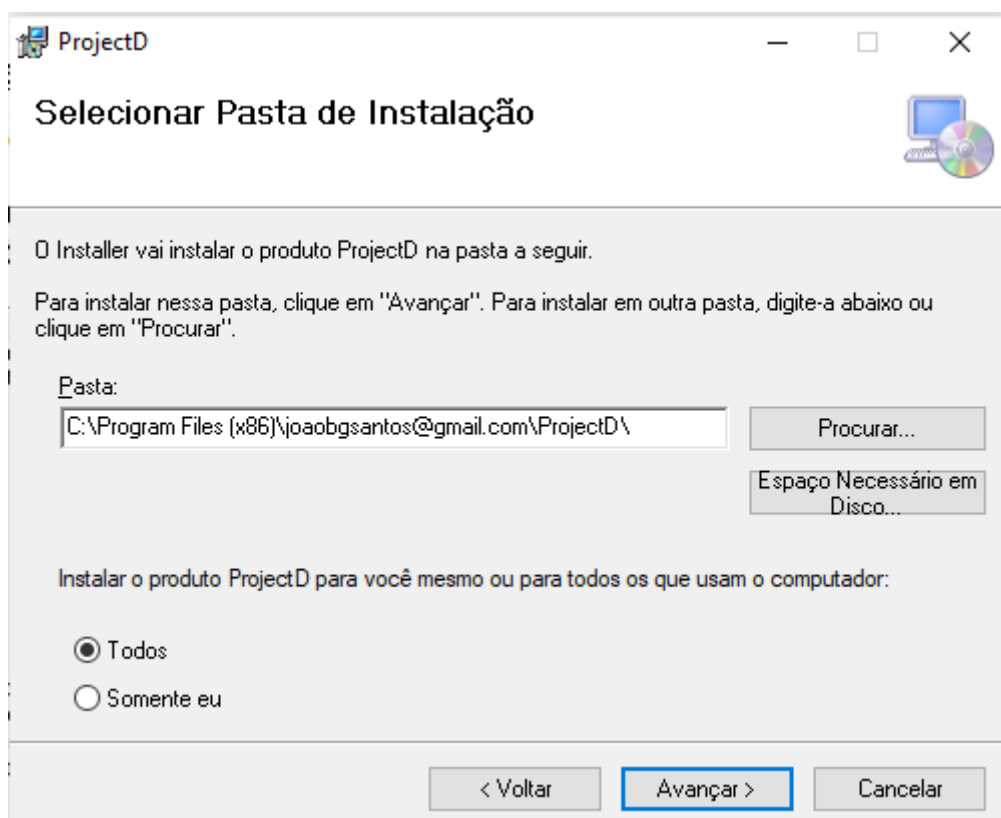 ProjectD
Selecionar Pasta de Instalação
O Installer vai instalar o produto ProjectD na pasta a seguir.
Para instalar nessa pasta, clique em "Avançar". Para instalar em outra pasta, digite-a abaixo ou
clique em "Procurar".
Pasta:
C:\Program Files (x86)\joaobgsantos@gmail.com\ProjectD\
Procurar...
Espaço Necessário em
Disco...
Instalar o produto ProjectD para você mesmo ou para todos os que usam o computador:
Todos
Somente eu
< Voltar
Avançar >
Cancelar